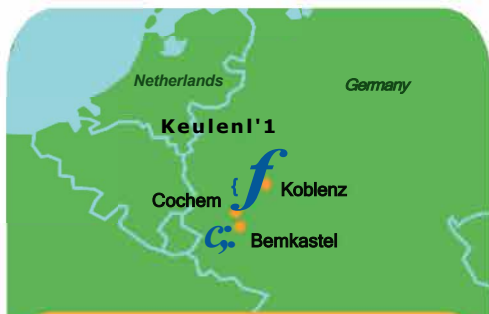 Netherlands
Germany
Keulenl'1
{ f
Koblenz
Cochem
c;:
Bemkastel